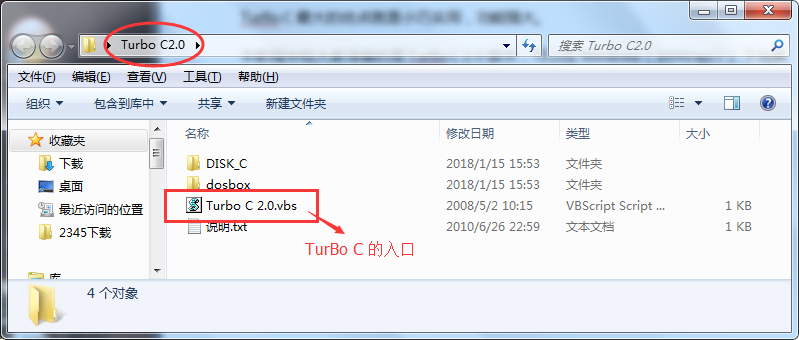 Turbo C2.0
搜索 Turbo C2.0
文件(F) 编辑(E) 查看(V) 工具(T) 帮助(H)
组织 包含到库中 共享 新建文件夹
收藏夹
下载
桌面
最近访问的位置
2345下载
库
名称 修改日期 类型 大小
DISK_C 2018/1/15 15:53 文件夹
dosbox 2018/1/15 15:53 文件夹
Turbo C 2.0.vbs 2008/5/2 10:15 VBScript Script ... 1 KB
说明.txt 2010/6/26 22:59 文本文档 1 KB
TurBo C 的入口
4 个对象